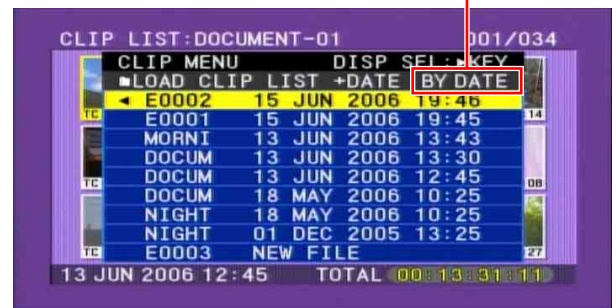 CLIP LIST:DOCUMENT-01 001/034
CLIP MENU DISP SEL:►KEY
LOAD CLIP LIST +DATE BY DATE
◄ E0002 15 JUN 2006 19:46
E0001 15 JUN 2006 19:45
MORNI 13 JUN 2006 13:43
DOCUM 13 JUN 2006 13:30
DOCUM 13 JUN 2006 12:45
DOCUM 18 MAY 2006 10:25
NIGHT 18 MAY 2006 10:25
NIGHT 01 DEC 2005 13:25
E0003 NEW FILE
TC 14
TC 08
TC 27
13 JUN 2006 12:45 TOTAL 00:13:31:11